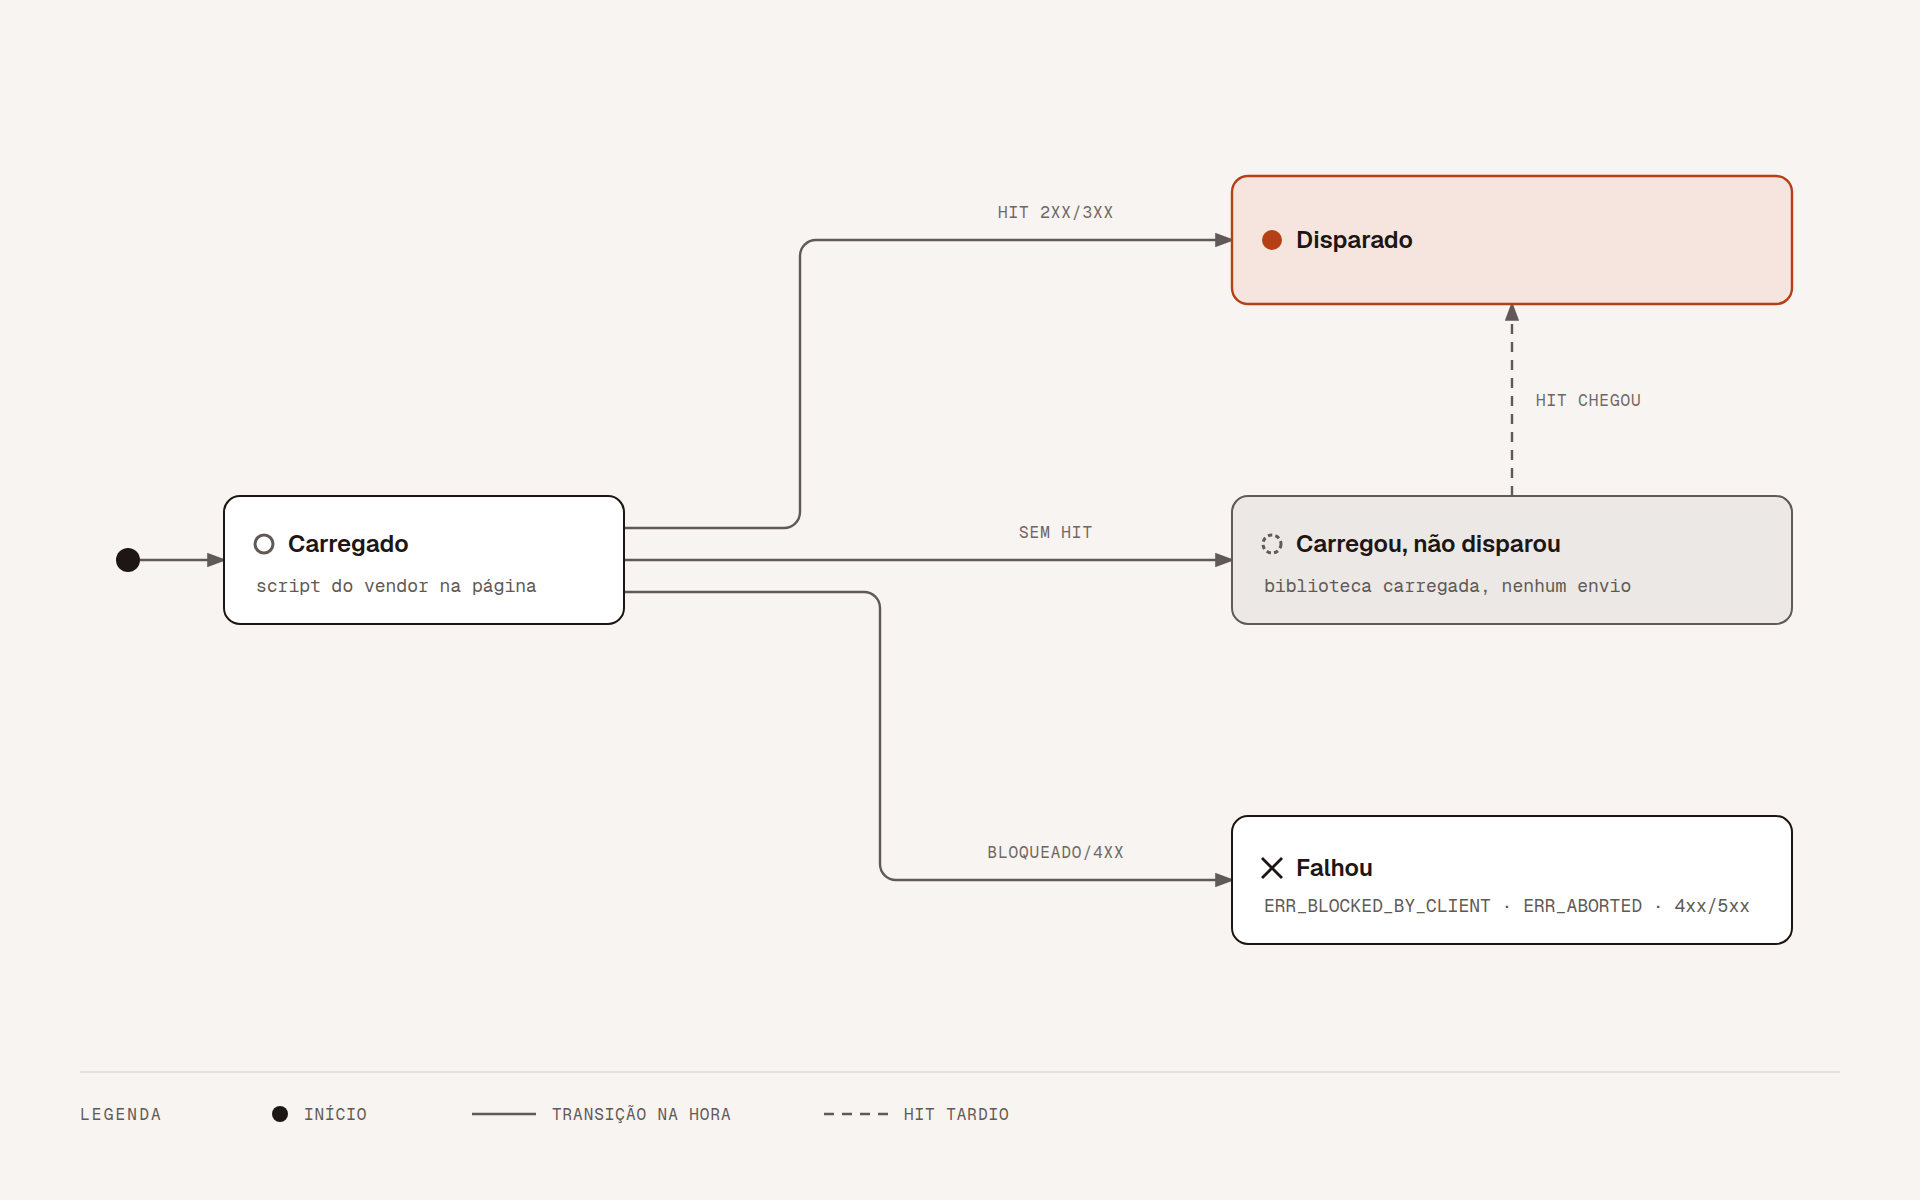 HIT 2XX/3XX
Disparado
HIT CHEGOU
SEM HIT
Carregado
script do vendor na página
Carregou, não disparou
biblioteca carregada, nenhum envio
BLOQUEADO/4XX
Falhou
ERR_BLOCKED_BY_CLIENT · ERR_ABORTED · 4xx/5xx
LEGENDA
INÍCIO
TRANSIÇÃO NA HORA
HIT TARDIO